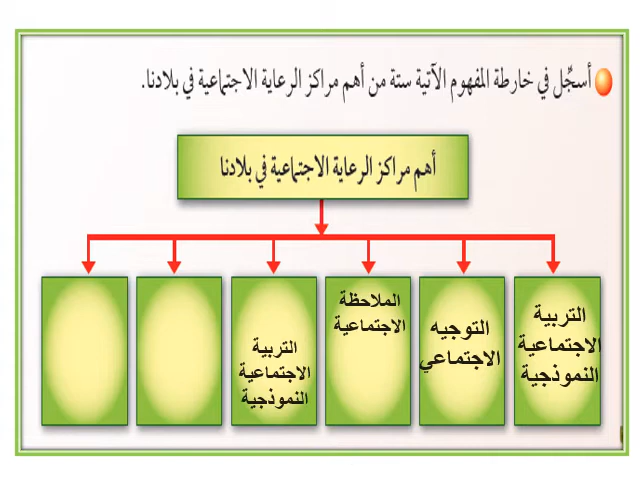 أسجِّل في خارطة المفهوم الآتية ستة من أهم مراكز الرعاية الاجتماعية في بلادنا.
أهم مراكز الرعاية الاجتماعية في بلادنا
التربية
الاجتماعية
النموذجية
التوجيه
الاجتماعي
الملاحظة
الاجتماعية
التربية
الاجتماعية
النموذجية